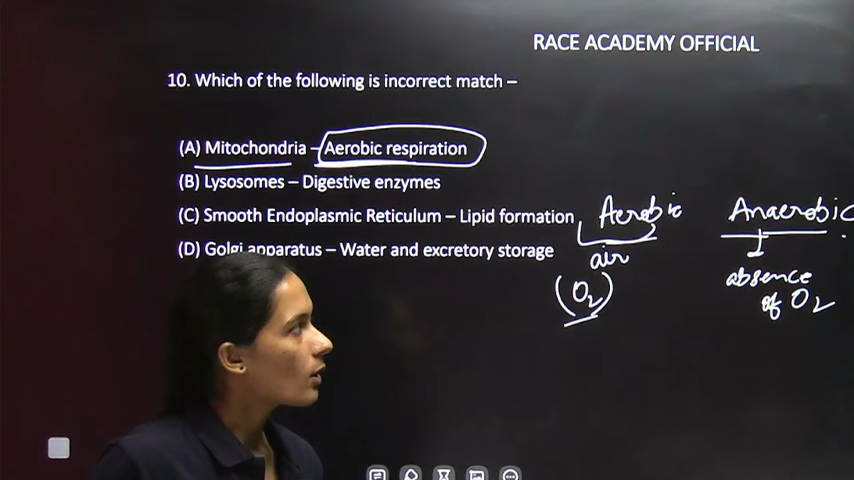 RACE ACADEMY OFFICIAL
10. Which of the following is incorrect match –
(A) Mitochondria – Aerobic respiration
(B) Lysosomes – Digestive enzymes
(C) Smooth Endoplasmic Reticulum – Lipid formation
(D) Golgi apparatus – Water and excretory storage
Aerobic
air
(O2)
Anaerobic
absence
of O2